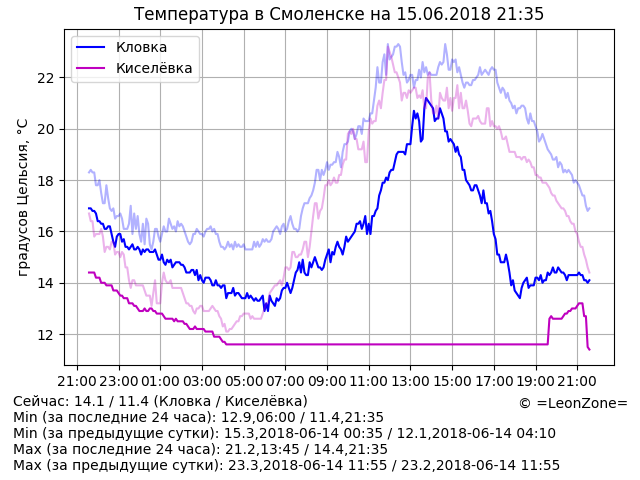 Температура в Смоленске на 15.06.2018 21:35
Кловка
Киселёвка
градусов Цельсия, °C
22
20
18
16
14
12
21:00 23:00 01:00 03:00 05:00 07:00 09:00 11:00 13:00 15:00 17:00 19:00 21:00
Сейчас: 14.1 / 11.4 (Кловка / Киселёвка)
© =LeonZone=
Min (за последние 24 часа): 12.9,06:00 / 11.4,21:35
Min (за предыдущие сутки): 15.3,2018-06-14 00:35 / 12.1,2018-06-14 04:10
Max (за последние 24 часа): 21.2,13:45 / 14.4,21:35
Max (за предыдущие сутки): 23.3,2018-06-14 11:55 / 23.2,2018-06-14 11:55